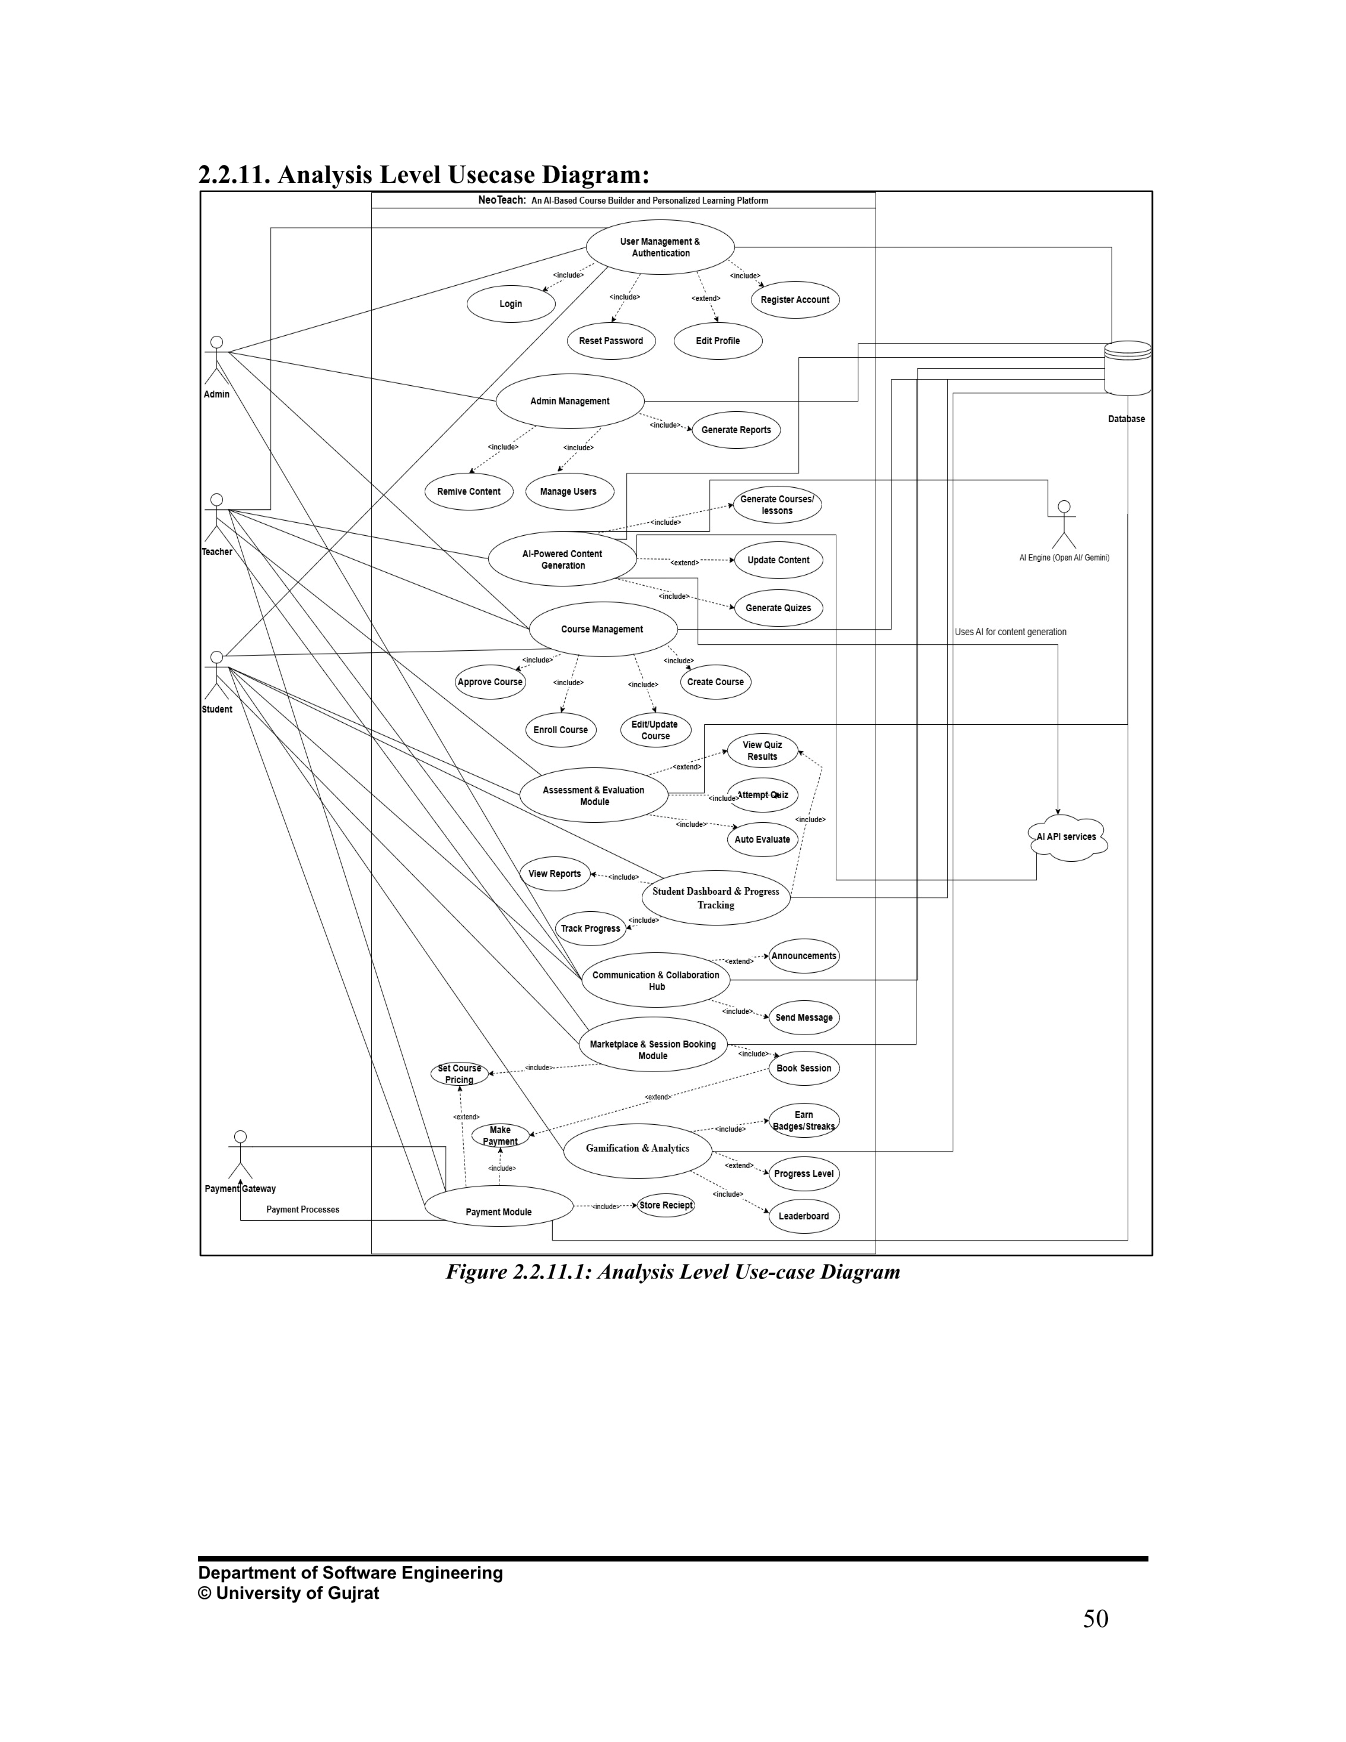 2.2.11. Analysis Level Usecase Diagram:
NeoTeach: An AI-Based Course Builder and Personalized Learning Platform
User Management &
Authentication
<include>
<include>
Login
<include>
<extend>
Register Account
Reset Password
Edit Profile
Admin
Database
Admin Management
<include>
Generate Reports
<include>
<include>
Remive Content
Manage Users
Generate Courses/
lessons
<include>
Teacher
AI-Powered Content
Generation
<extend>
Update Content
AI Engine (Open AI/ Gemini)
<include>
Generate Quizes
Course Management
Uses AI for content generation
<include>
<include>
Approve Course
<include>
<include>
Create Course
Student
Enroll Course
Edit/Update
Course
View Quiz
Results
<extend>
Assessment & Evaluation
Module
<include>
Attempt Quiz
<include>
<include>
Auto Evaluate
AI API services
View Reports
<include>
Student Dashboard & Progress
Tracking
<include>
Track Progress
Announcements
<extend>
Communication & Collaboration
Hub
<include>
Send Message
Marketplace & Session Booking
Module
<include>
Set Course
Pricing
<include>
Book Session
<extend>
<extend>
Earn
Badges/Streaks
Make
Payment
<include>
Gamification & Analytics
<include>
<extend>
Progress Level
Payment Gateway
<include>
Payment Processes
Payment Module
<include>
Store Reciept
Leaderboard
Figure 2.2.11.1: Analysis Level Use-case Diagram
Department of Software Engineering
© University of Gujrat
50